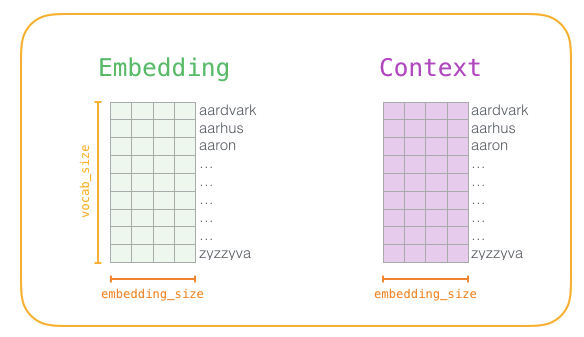 Embedding
Context
vocab_size
aardvark
aarhus
aaron
...
...
...
...
...
zyzzyva
embedding_size
aardvark
aarhus
aaron
...
...
...
...
...
zyzzyva
embedding_size